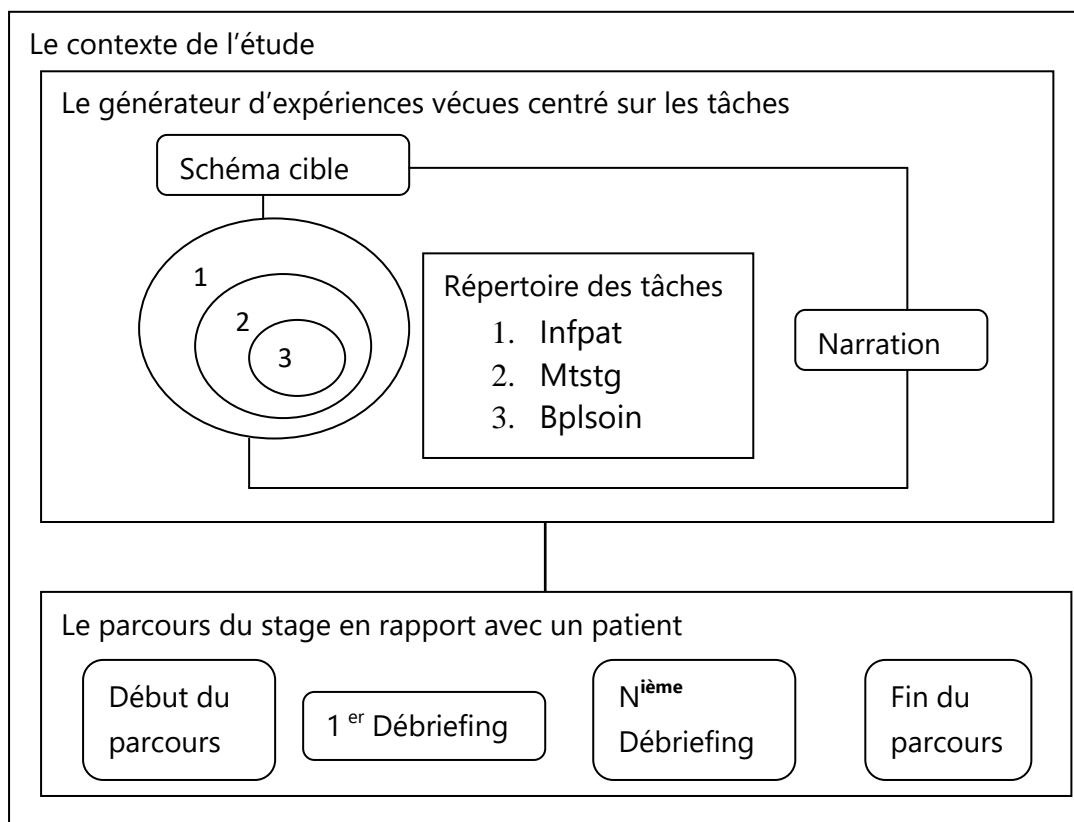 Le contexte de l’étude
Le générateur d’expériences vécues centré sur les tâches
Schéma cible
1
2
3
Répertoire des tâches
1. Infpat
2. Mtstg
3. Bplsoin
Narration
Le parcours du stage en rapport avec un patient
Début du
parcours
1 er Débriefing
Nième
Débriefing
Fin du
parcours